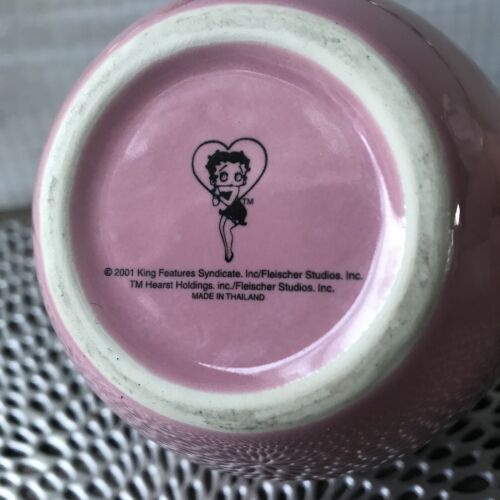 TM
© 2001 King Features Syndicate. Inc/Fleischer Studios. Inc.
TM Hearst Holdings. inc./Fleischer Studios. Inc.
MADE IN THAILAND